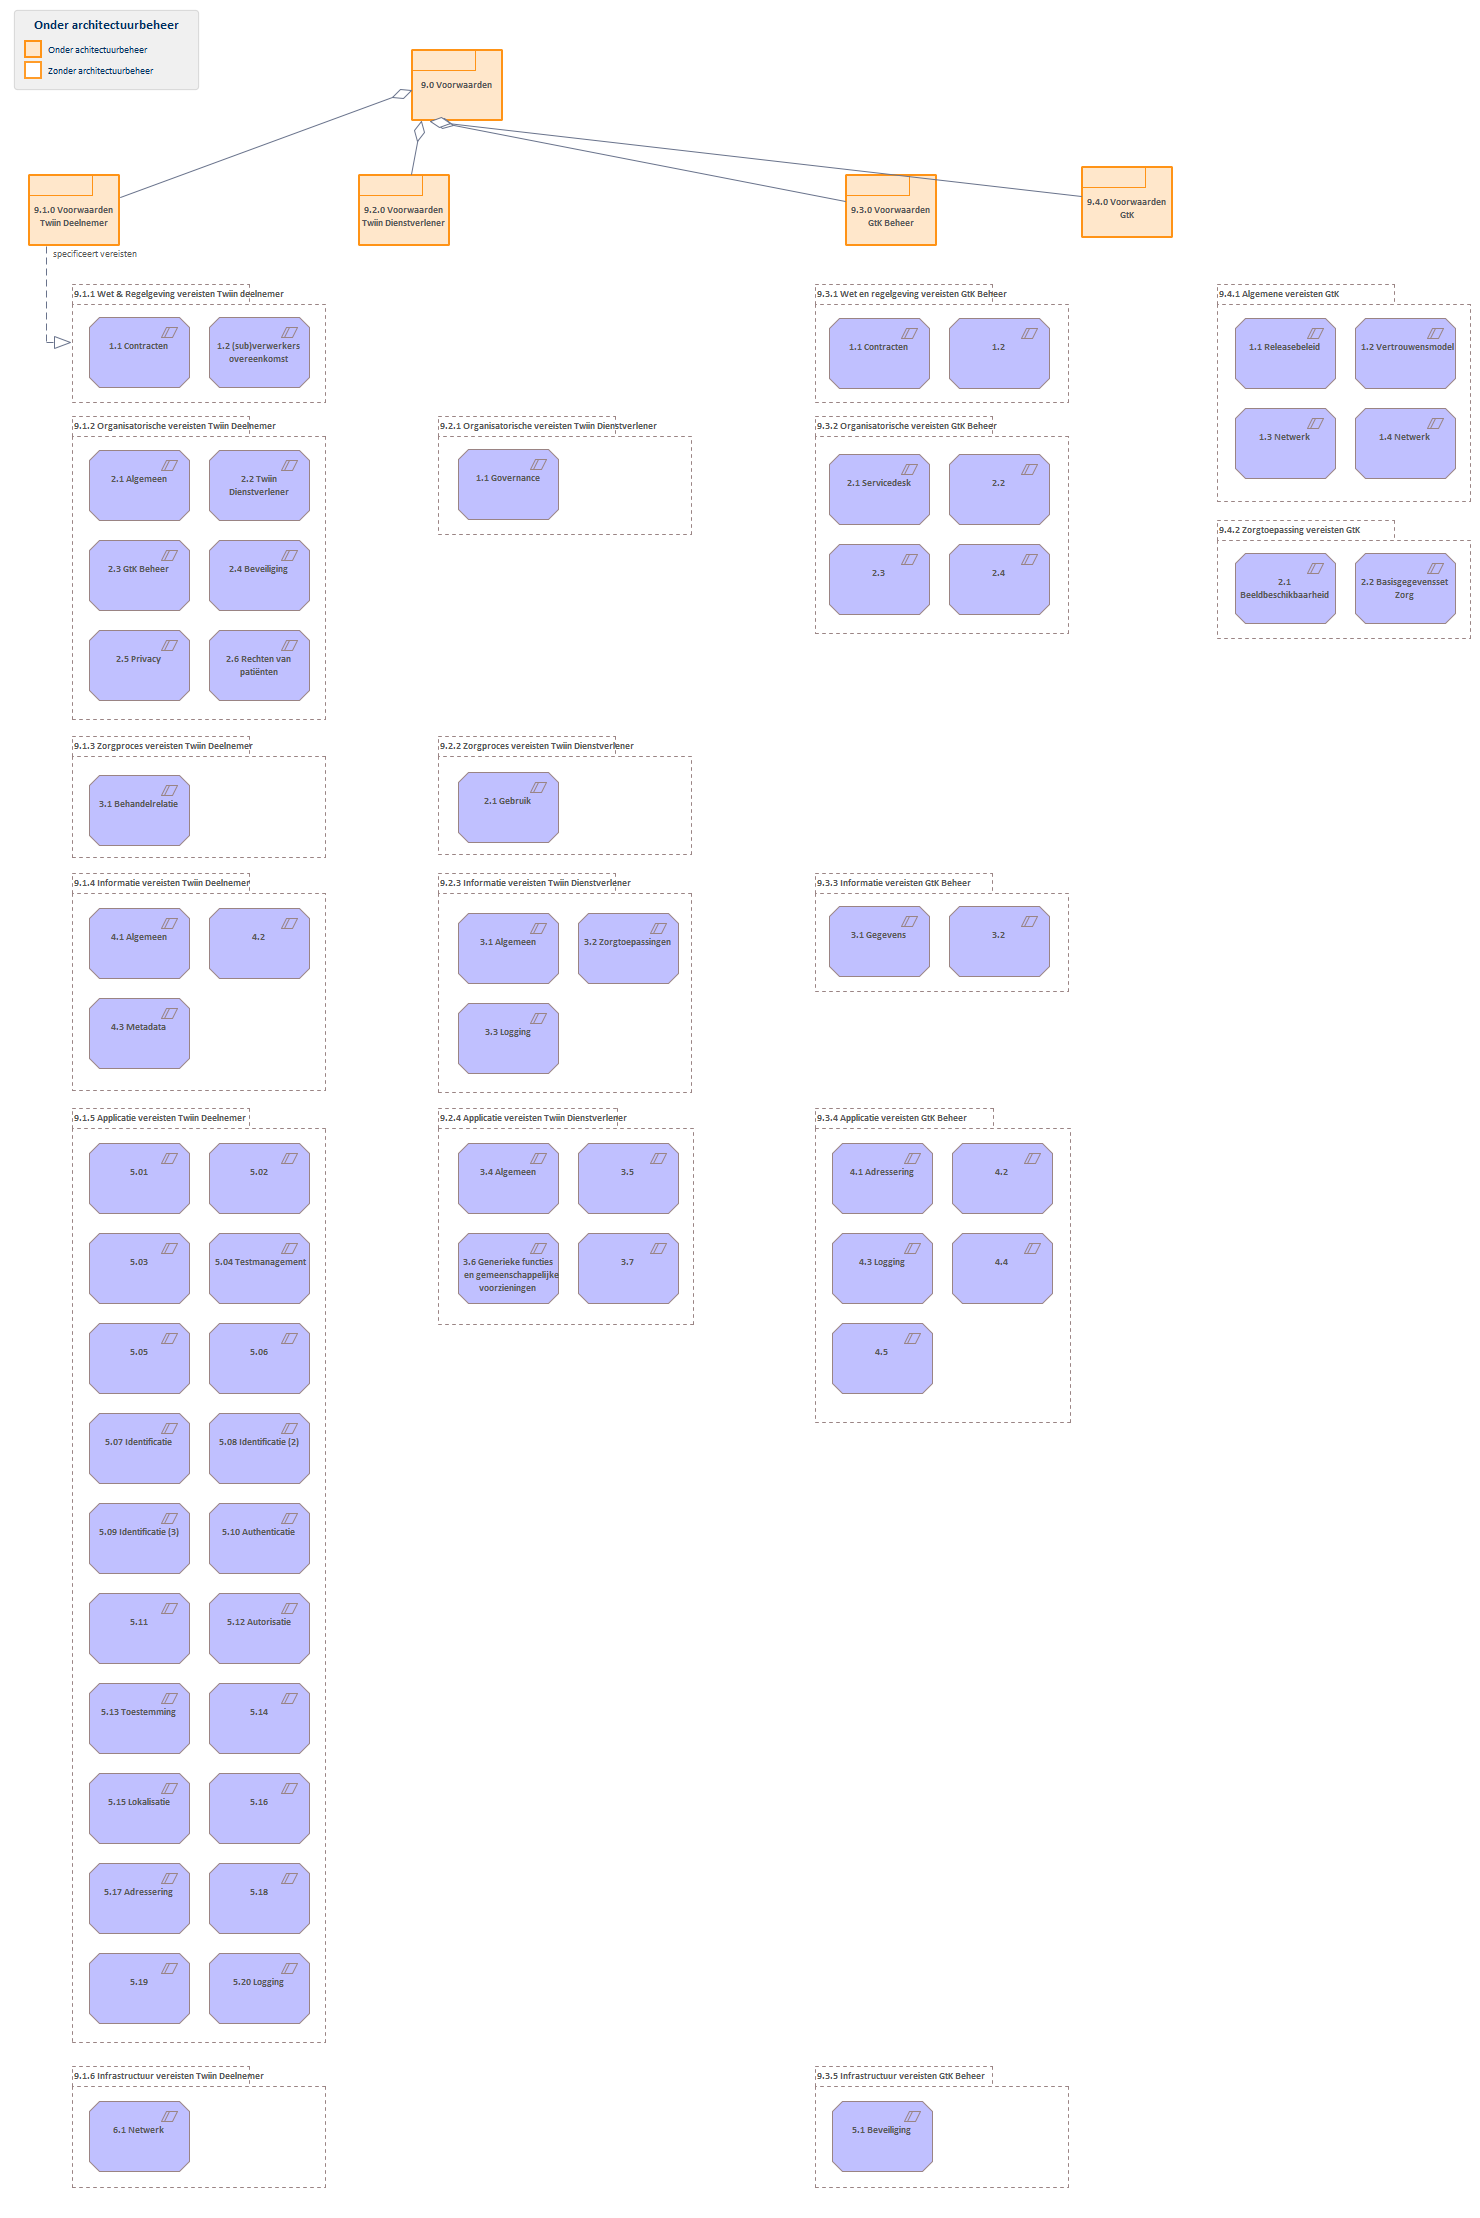 Onder architectuurbeheer
Onder achitectuurbeheer
Zonder architectuurbeheer
9.0 Voorwaarden
9.1.0 Voorwaarden
Twiin Deelnemer
9.2.0 Voorwaarden
Twiin Dienstverlener
9.3.0 Voorwaarden
GtK Beheer
9.4.0 Voorwaarden
GtK
specificeert vereisten
9.1.1 Wet & Regelgeving vereisten Twiin deelnemer
1.1 Contracten
1.2 (sub)verwerkers
overeenkomst
9.3.1 Wet en regelgeving vereisten GtK Beheer
1.1 Contracten
1.2
9.4.1 Algemene vereisten GtK
1.1 Releasebeleid
1.2 Vertrouwensmodel
1.3 Netwerk
1.4 Netwerk
9.1.2 Organisatorische vereisten Twiin Deelnemer
2.1 Algemeen
2.2 Twiin
Dienstverlener
2.3 GtK Beheer
2.4 Beveiliging
2.5 Privacy
2.6 Rechten van
patiënten
9.2.1 Organisatorische vereisten Twiin Dienstverlener
1.1 Governance
9.3.2 Organisatorische vereisten GtK Beheer
2.1 Servicedesk
2.2
2.3
2.4
9.4.2 Zorgtoepassing vereisten GtK
2.1
Beeldbeschikbaarheid
2.2 Basisgegevensset
Zorg
9.1.3 Zorgproces vereisten Twiin Deelnemer
3.1 Behandelrelatie
9.2.2 Zorgproces vereisten Twiin Dienstverlener
2.1 Gebruik
9.1.4 Informatie vereisten Twiin Deelnemer
4.1 Algemeen
4.2
4.3 Metadata
9.2.3 Informatie vereisten Twiin Dienstverlener
3.1 Algemeen
3.2 Zorgtoepassingen
3.3 Logging
9.3.3 Informatie vereisten GtK Beheer
3.1 Gegevens
3.2
9.1.5 Applicatie vereisten Twiin Deelnemer
5.01
5.02
5.03
5.04 Testmanagement
5.05
5.06
5.07 Identificatie
5.08 Identificatie (2)
5.09 Identificatie (3)
5.10 Authenticatie
5.11
5.12 Autorisatie
5.13 Toestemming
5.14
5.15 Lokalisatie
5.16
5.17 Adressering
5.18
5.19
5.20 Logging
9.2.4 Applicatie vereisten Twiin Dienstverlener
3.4 Algemeen
3.5
3.6 Generieke functies
en gemeenschappelijke
voorzieningen
3.7
9.3.4 Applicatie vereisten GtK Beheer
4.1 Adressering
4.2
4.3 Logging
4.4
4.5
9.1.6 Infrastructuur vereisten Twiin Deelnemer
6.1 Netwerk
9.3.5 Infrastructuur vereisten GtK Beheer
5.1 Beveiliging